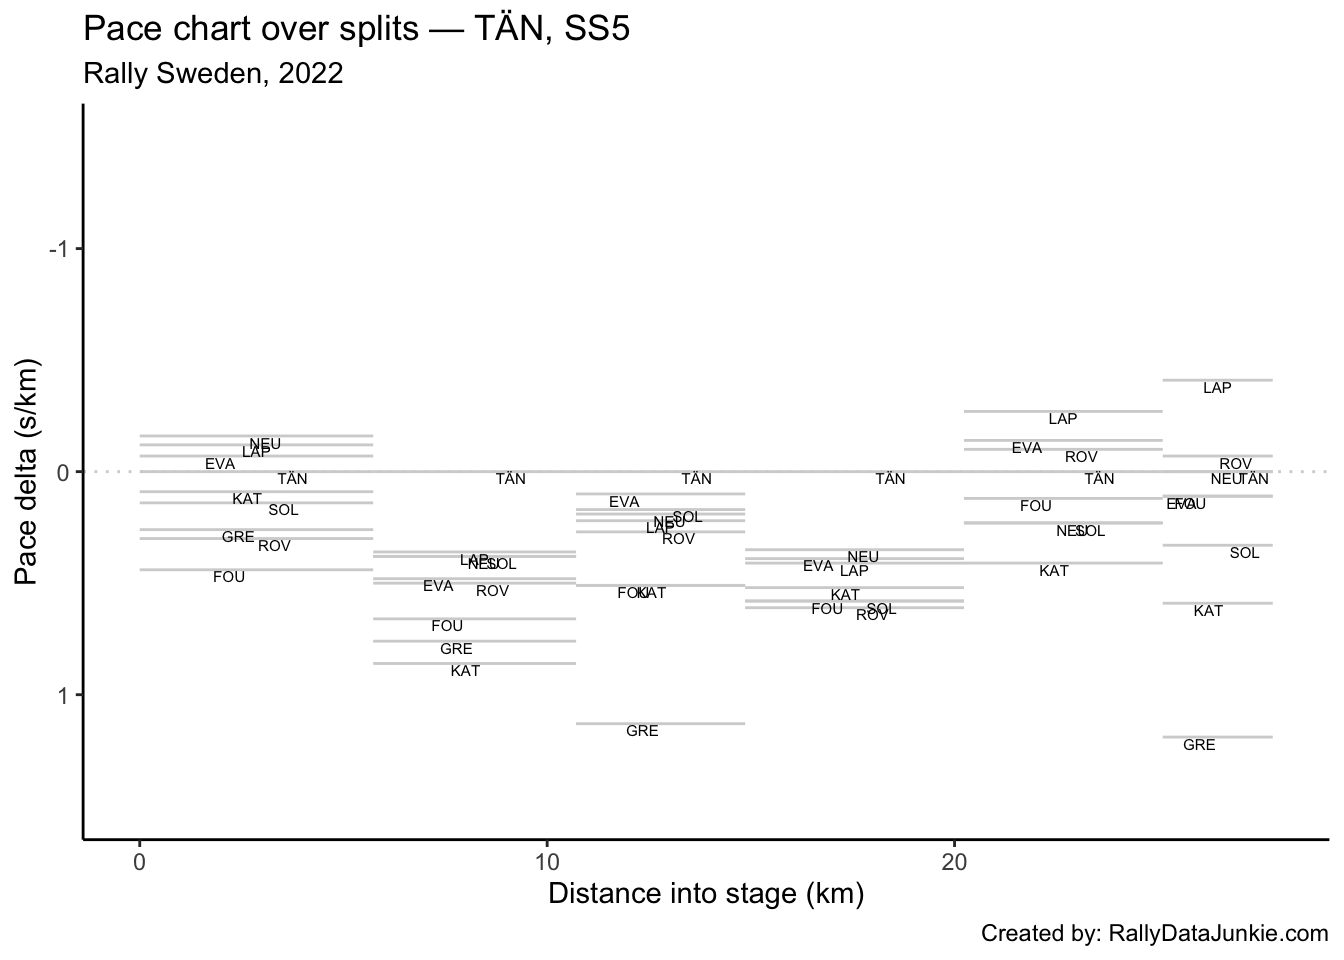 Pace chart over splits — TÄN, SS5
Rally Sweden, 2022
Pace delta (s/km)
-1
0
1
NEU
LAP
EVA
TÄN
KAT
SOL
GRE
ROV
FOU
TÄN
LAP
NEU
SOL
EVA
ROV
FOU
GRE
KAT
TÄN
EVA
SOL
NEU
LAP
ROV
FOU
KAT
GRE
TÄN
NEU
EVA
LAP
KAT
FOU
SOL
ROV
LAP
EVA
ROV
TÄN
FOU
NEU
SOL
KAT
LAP
ROV
NEU
TÄN
EVA
FOU
SOL
KAT
GRE
0 10 20
Distance into stage (km)
Created by: RallyDataJunkie.com